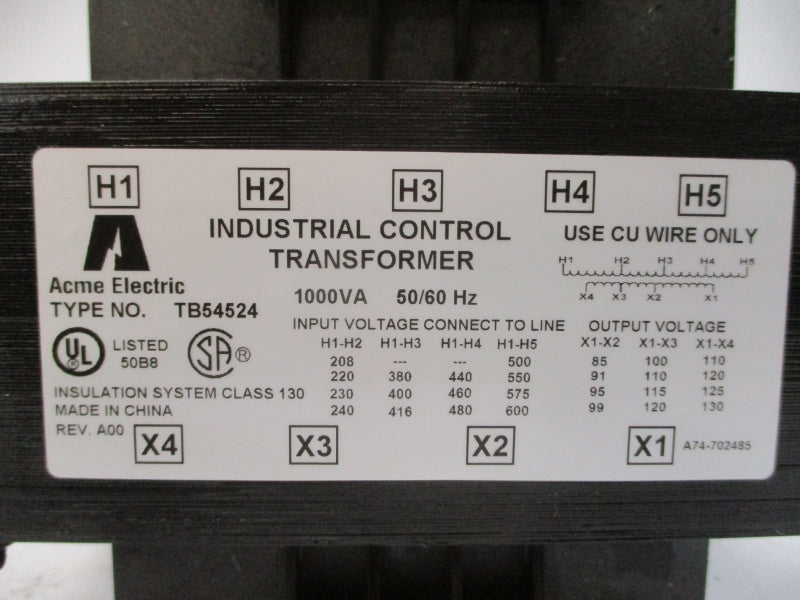 H1 H2 H3 H4 H5
INDUSTRIAL CONTROL
TRANSFORMER
USE CU WIRE ONLY
Acme Electric
TYPE NO. TB54524
1000VA 50/60 Hz
H1 H2 H3 H4 H5
X4 X3 X2 X1
UL
LISTED
50B8
SA ®
INPUT VOLTAGE CONNECT TO LINE
H1-H2 H1-H3 H1-H4 H1-H5
208 --- --- 500
220 380 440 550
230 400 460 575
240 416 480 600
OUTPUT VOLTAGE
X1-X2 X1-X3 X1-X4
85 100 110
91 110 120
95 115 125
99 120 130
INSULATION SYSTEM CLASS 130
MADE IN CHINA
REV. A00
X4 X3 X2 X1
A74-702485